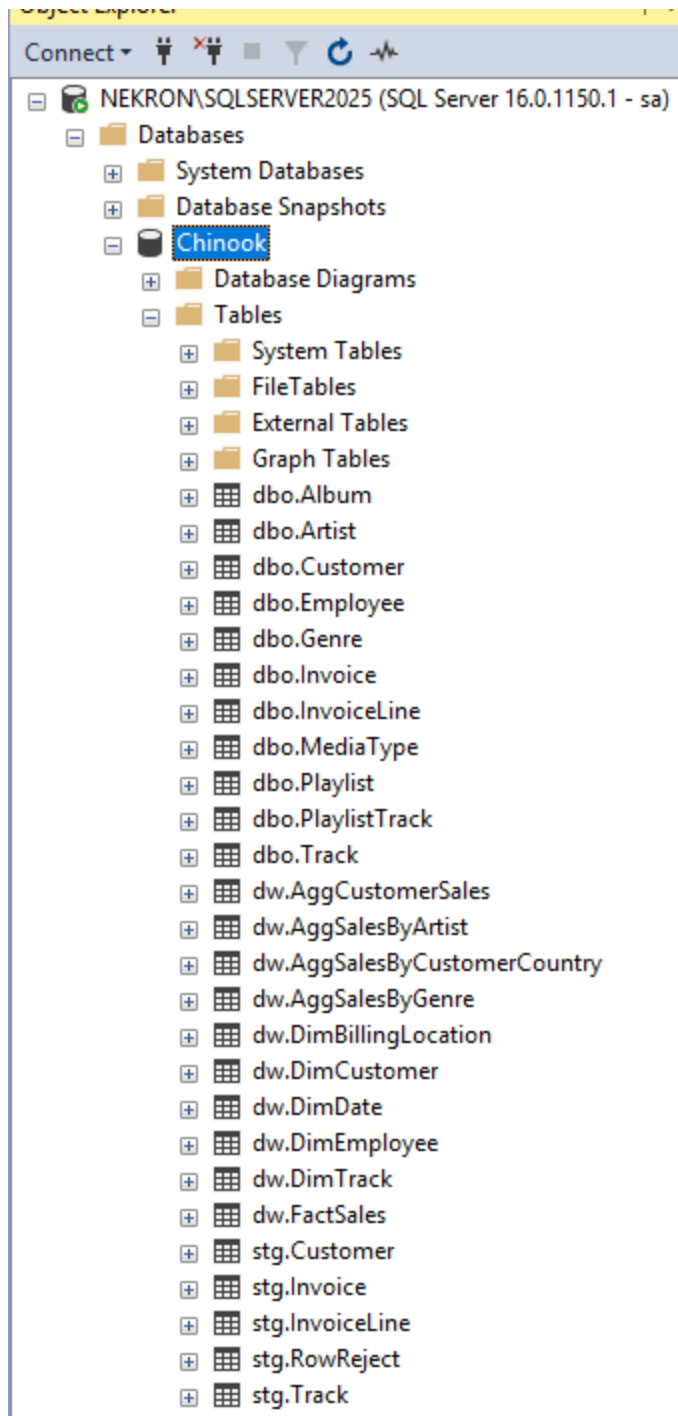 Object Explorer
Connect
NEKRON\SQLSERVER2025 (SQL Server 16.0.1150.1 - sa)
Databases
System Databases
Database Snapshots
Chinook
Database Diagrams
Tables
System Tables
FileTables
External Tables
Graph Tables
dbo.Album
dbo.Artist
dbo.Customer
dbo.Employee
dbo.Genre
dbo.Invoice
dbo.InvoiceLine
dbo.MediaType
dbo.Playlist
dbo.PlaylistTrack
dbo.Track
dw.AggCustomerSales
dw.AggSalesByArtist
dw.AggSalesByCustomerCountry
dw.AggSalesByGenre
dw.DimBillingLocation
dw.DimCustomer
dw.DimDate
dw.DimEmployee
dw.DimTrack
dw.FactSales
stg.Customer
stg.Invoice
stg.InvoiceLine
stg.RowReject
stg.Track